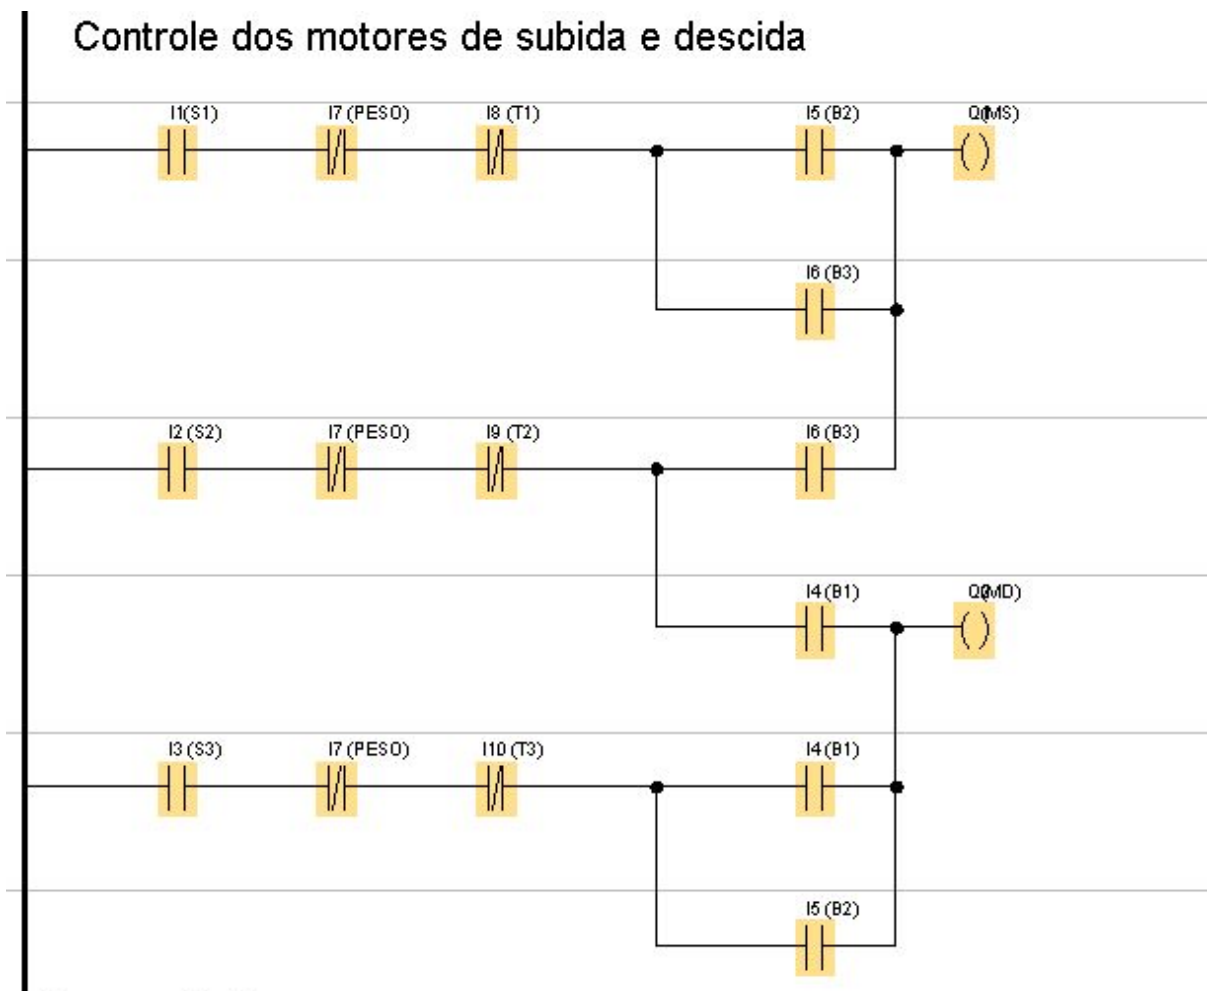 Controle dos motores de subida e descida
I1(S1) I7 (PESO) I8 (T1) I5 (B2)
I6 (B3)
I2 (S2) I7 (PESO) I9 (T2) I6 (B3)
I4 (B1)
I3 (S3) I7 (PESO) I10 (T3) I4 (B1)
I5 (B2)